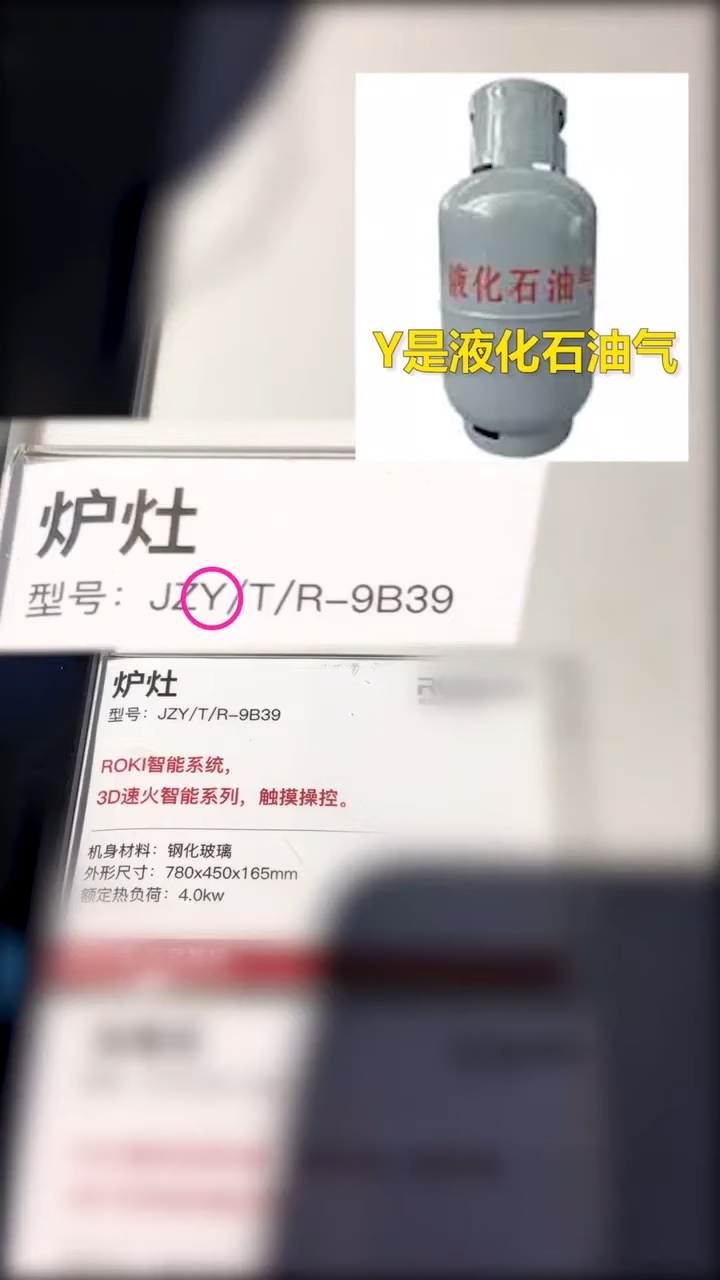 液化石油气
Y是液化石油气
炉灶
型号：JZY/T/R-9B39
炉灶
型号：JZY/T/R-9B39
ROKI智能系统，
3D速火智能系列，触摸操控。
机身材料：钢化玻璃
外形尺寸：780x450x165mm
额定热负荷：4.0kw